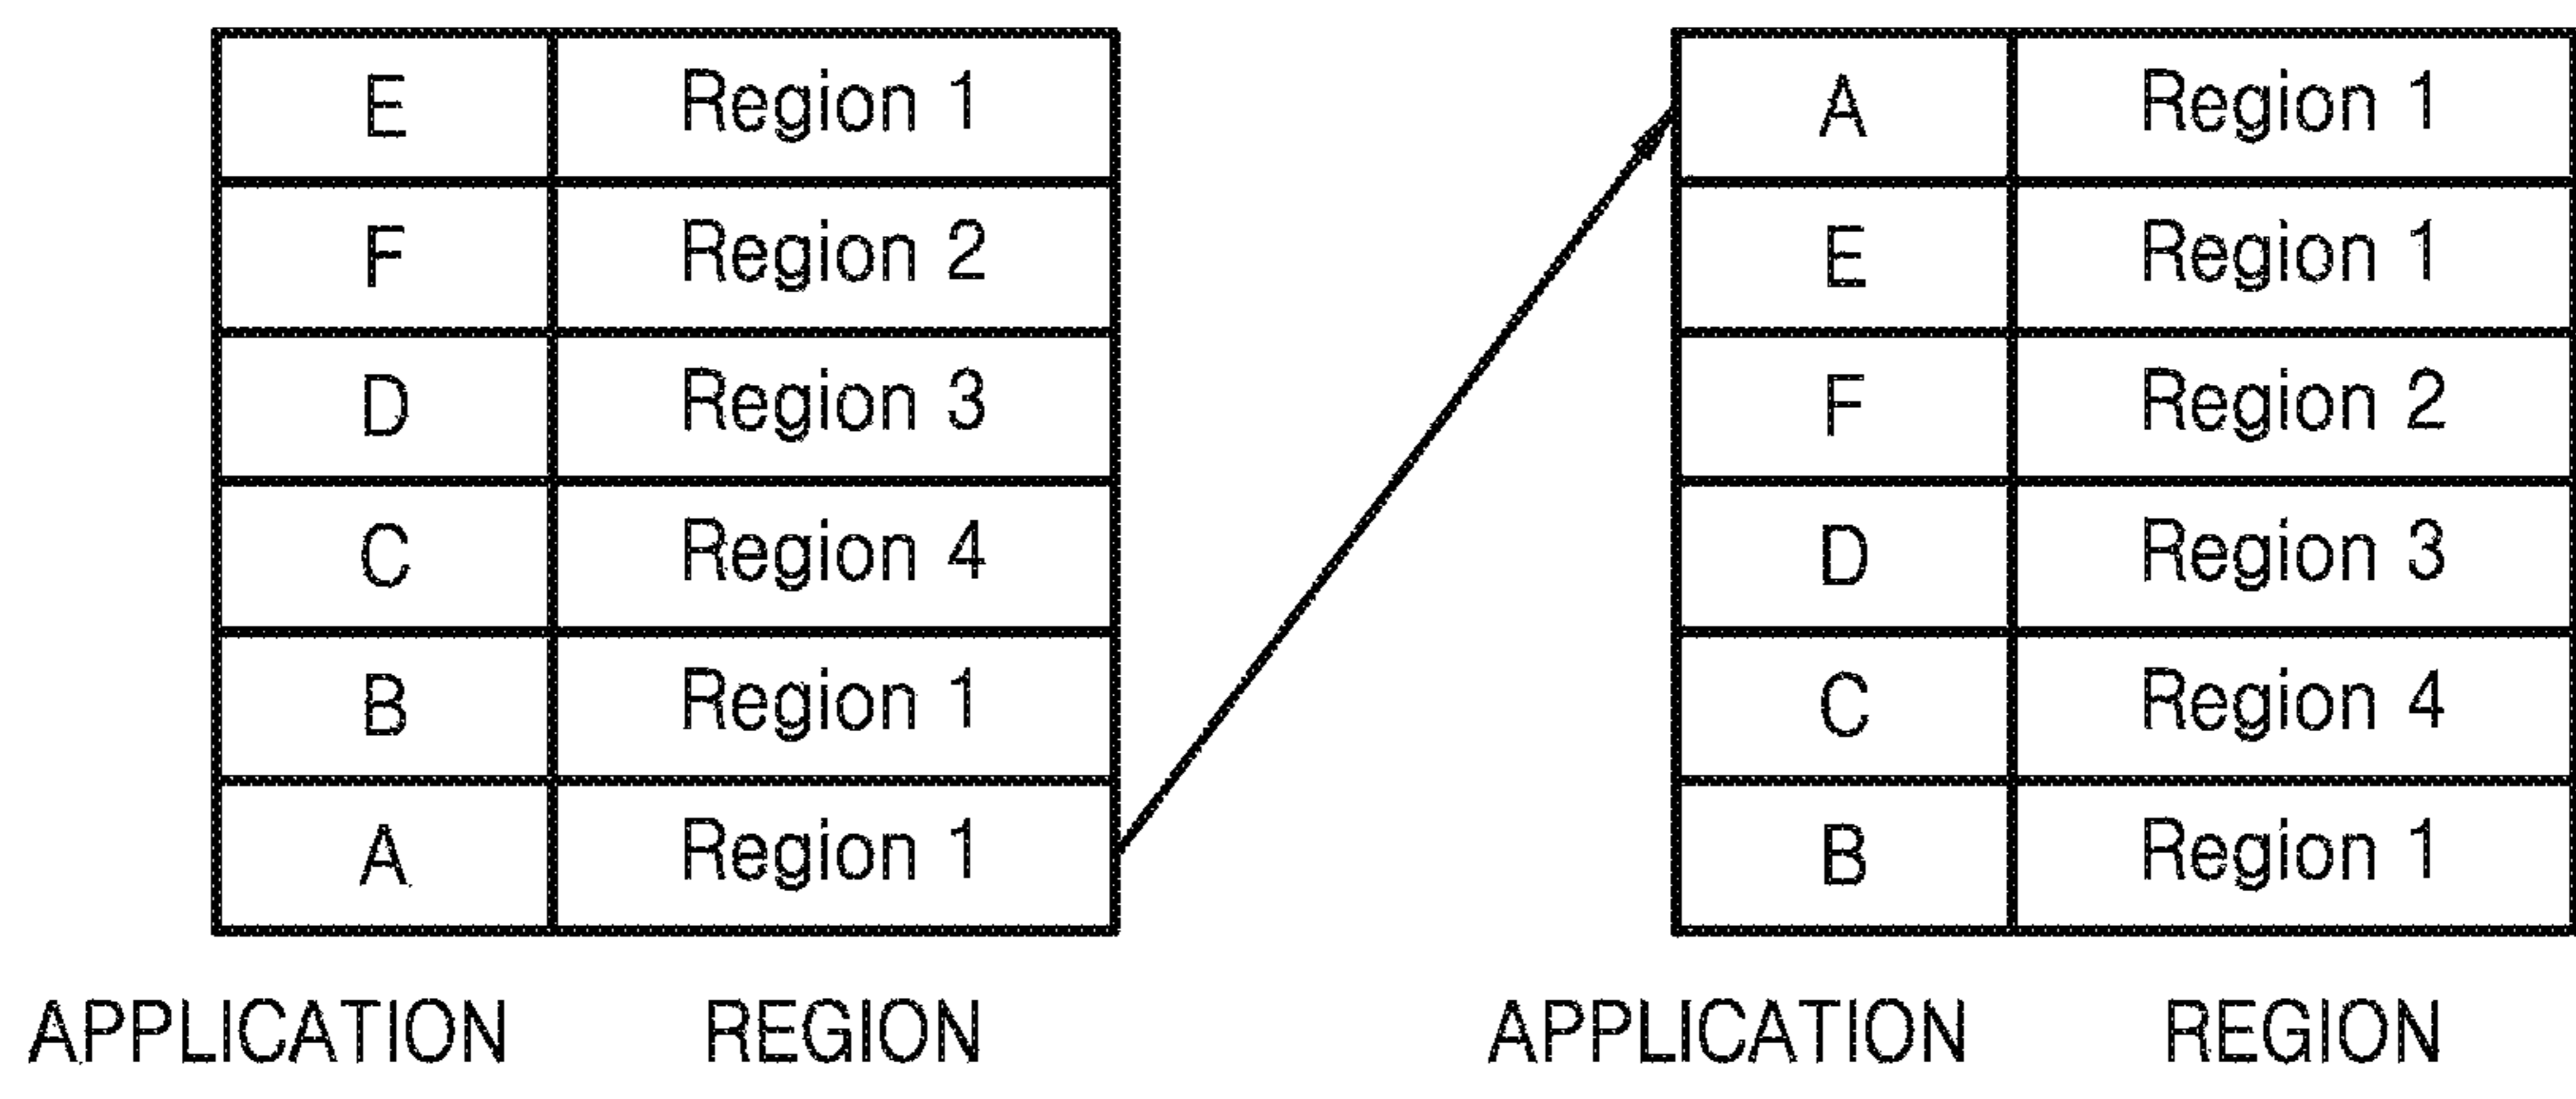 E Region 1 A Region 1
F Region 2 E Region 1
D Region 3 F Region 2
C Region 4 D Region 3
B Region 1 C Region 4
A Region 1 B Region 1
APPLICATION REGION APPLICATION REGION